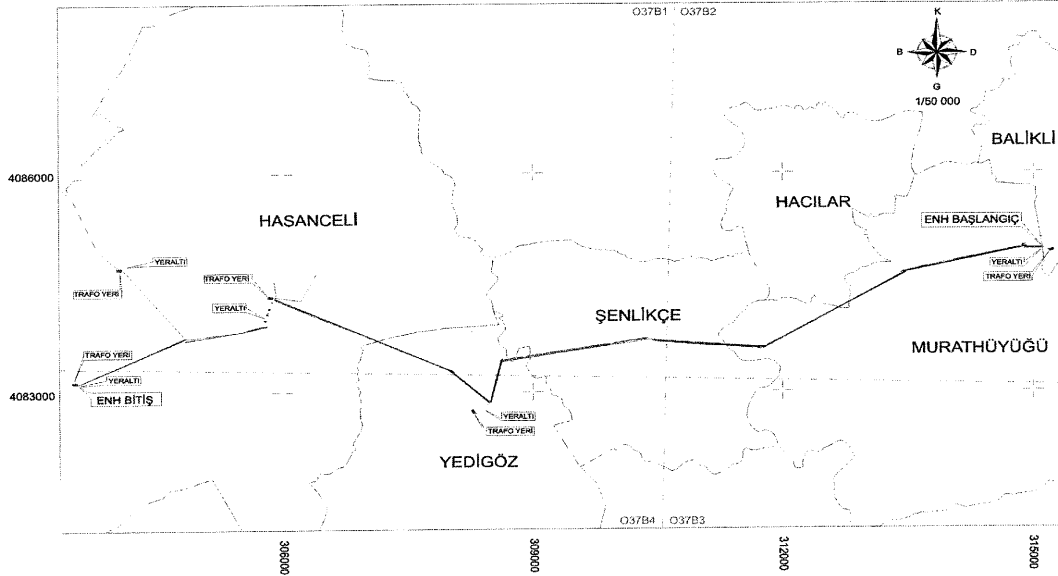 O37B1 O37B2
K
B D
G
1/50 000
BALIKLI
4086000
HASANCELİ
HACILAR
ENH BAŞLANGIÇ
YERALTI
TRAFO YERİ
YERALTI
TRAFO YERİ
TRAFO YERİ
YERALTI
ŞENLİKÇE
MURATHÜYÜĞÜ
TRAFO YERİ
YERALTI
ENH BİTİŞ
4083000
YERALTI
TRAFO YERİ
YEDİGÖZ
O37B4 O37B3
306000
309000
312000
315000